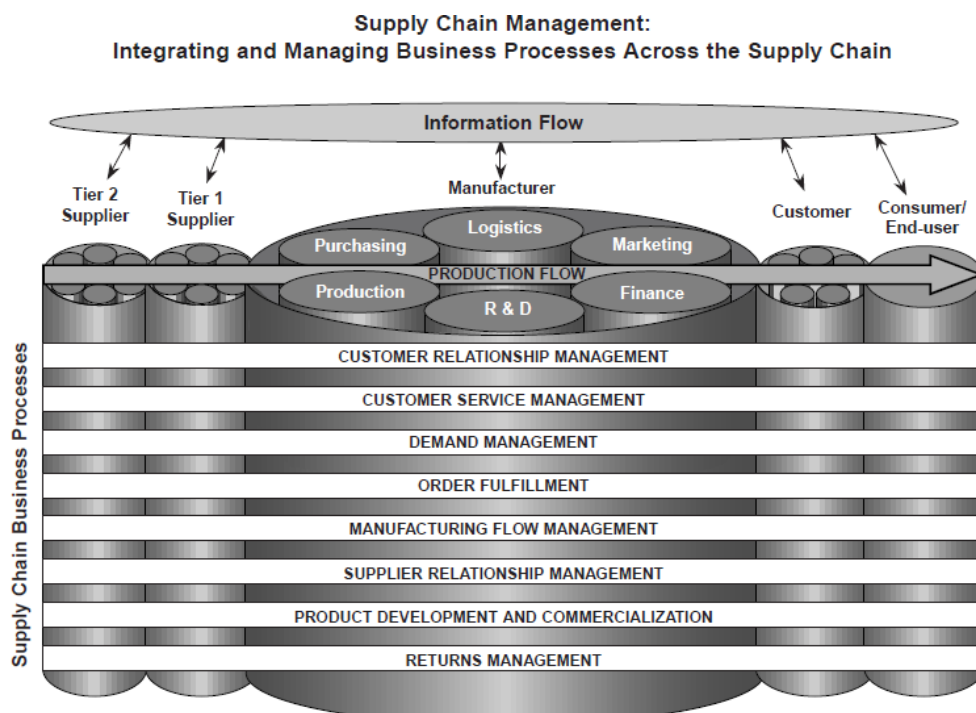 Supply Chain Management:
Integrating and Managing Business Processes Across the Supply Chain
Information Flow
Tier 2
Supplier
Tier 1
Supplier
Manufacturer
Customer
Consumer/
End-user
Logistics
Purchasing
Marketing
PRODUCTION FLOW
Production
Finance
R & D
Supply Chain Business Processes
CUSTOMER RELATIONSHIP MANAGEMENT
CUSTOMER SERVICE MANAGEMENT
DEMAND MANAGEMENT
ORDER FULFILLMENT
MANUFACTURING FLOW MANAGEMENT
SUPPLIER RELATIONSHIP MANAGEMENT
PRODUCT DEVELOPMENT AND COMMERCIALIZATION
RETURNS MANAGEMENT